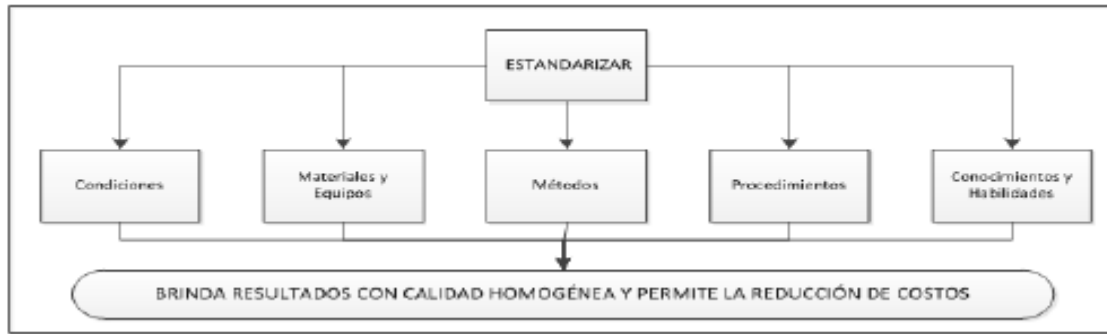 ESTANDARIZAR
Condiciones
Materiales y
Equipos
Métodos
Procedimientos
Conocimientos y
Habilidades
BRINDA RESULTADOS CON CALIDAD HOMOGÉNEA Y PERMITE LA REDUCCIÓN DE COSTOS